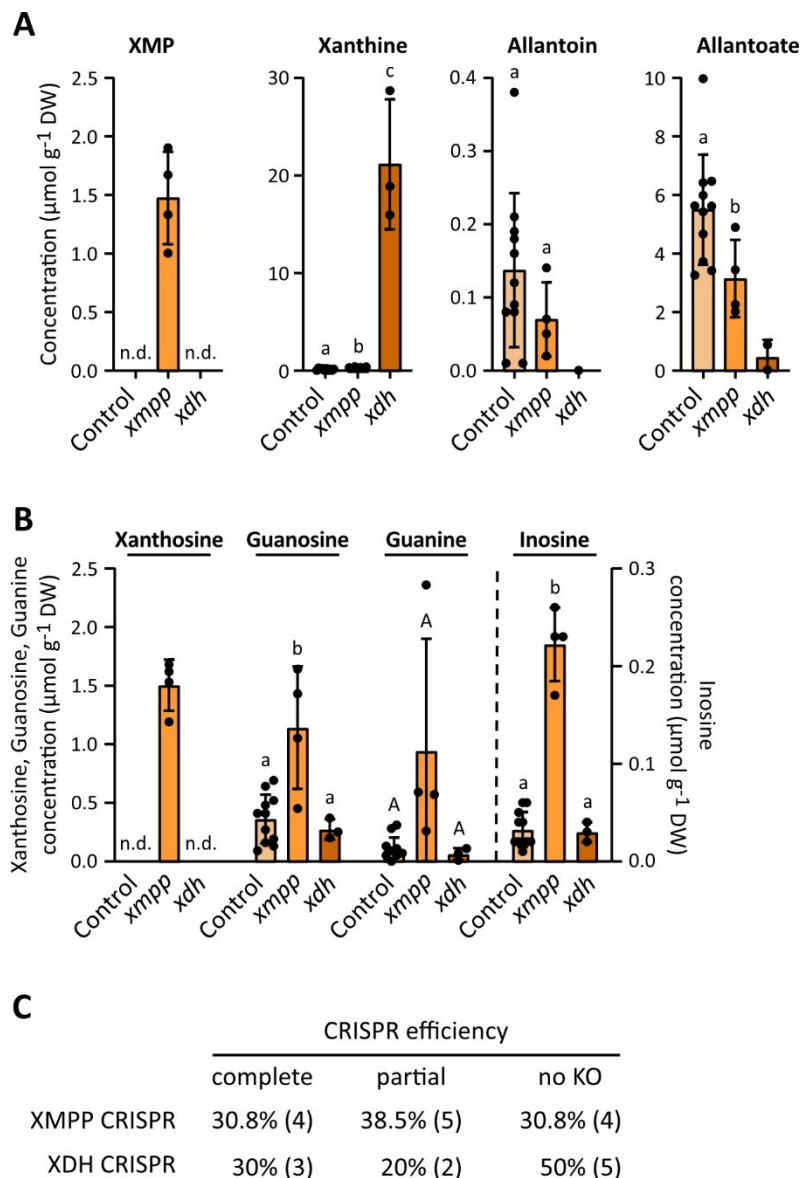 A
XMP
Xanthine
Allantoin
Allantoate
Concentration (μmol g⁻¹ DW)
2.5
2.0
1.5
1.0
0.5
0.0
n.d.
n.d.
Control
xmpp
xdh
30
20
10
0
a
b
c
Control
xmpp
xdh
0.4
0.3
0.2
0.1
0.0
a
a
Control
xmpp
xdh
10
8
6
4
2
0
a
b
Control
xmpp
xdh
B
Xanthosine
Guanosine
Guanine
Inosine
Xanthosine, Guanosine, Guanine
concentration (μmol g⁻¹ DW)
2.5
2.0
1.5
1.0
0.5
0.0
n.d.
n.d.
a
b
a
A
A
A
a
b
a
0.3
0.2
0.1
0.0
Inosine
concentration (μmol g⁻¹ DW)
Control
xmpp
xdh
Control
xmpp
xdh
Control
xmpp
xdh
Control
xmpp
xdh
C
CRISPR efficiency
complete partial no KO
XMPP CRISPR 30.8% (4) 38.5% (5) 30.8% (4)
XDH CRISPR 30% (3) 20% (2) 50% (5)